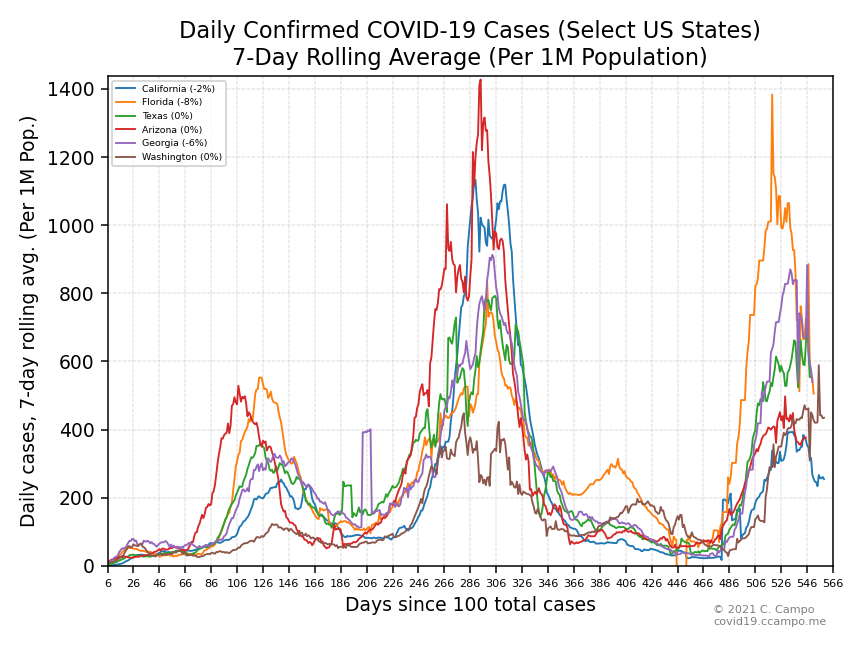 Daily Confirmed COVID-19 Cases (Select US States)
7-Day Rolling Average (Per 1M Population)
Daily cases, 7-day rolling avg. (Per 1M Pop.)
1400
1200
1000
800
600
400
200
0
California (-2%)
Florida (-8%)
Texas (0%)
Arizona (0%)
Georgia (-6%)
Washington (0%)
6 26 46 66 86 106 126 146 166 186 206 226 246 266 286 306 326 346 366 386 406 426 446 466 486 506 526 546 566
Days since 100 total cases
© 2021 C. Campo
covid19.ccampo.me